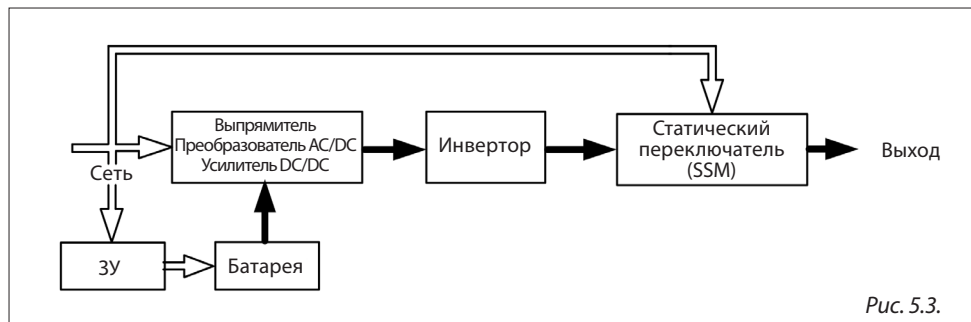 Выпрямитель
Преобразователь AC/DC
Усилитель DC/DC
Инвертор
Статический
переключатель
(SSM)
Выход
Сеть
ЗУ
Батарея
Рис. 5.3.